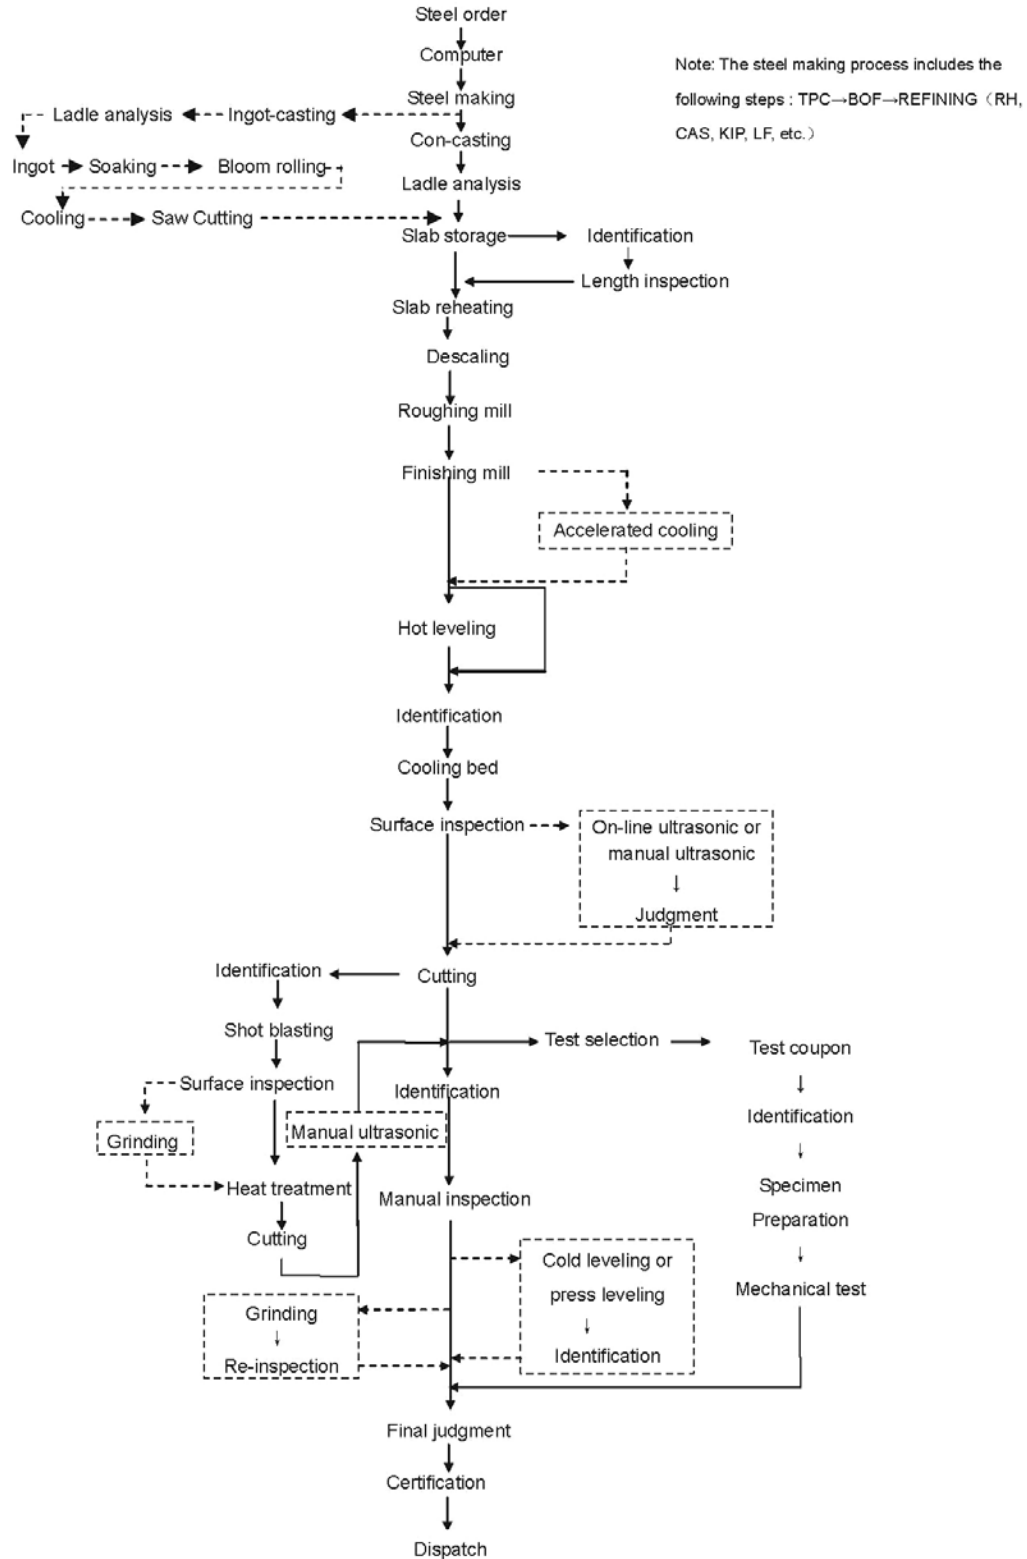 Steel order
Computer
Note: The steel making process includes the
following steps : TPC→BOF→REFINING（RH,
CAS, KIP, LF, etc.）
Steel making
Ladle analysis
Ingot-casting
Con-casting
Ingot
Soaking
Bloom rolling
Ladle analysis
Cooling
Saw Cutting
Slab storage
Identification
Length inspection
Slab reheating
Descaling
Roughing mill
Finishing mill
Accelerated cooling
Hot leveling
Identification
Cooling bed
Surface inspection
On-line ultrasonic or
manual ultrasonic
↓
Judgment
Cutting
Identification
Shot blasting
Surface inspection
Grinding
Heat treatment
Cutting
Manual ultrasonic
Test selection
Test coupon
↓
Identification
↓
Specimen
Preparation
↓
Mechanical test
Identification
Manual inspection
Cold leveling or
press leveling
↓
Identification
Grinding
↓
Re-inspection
Final judgment
Certification
Dispatch